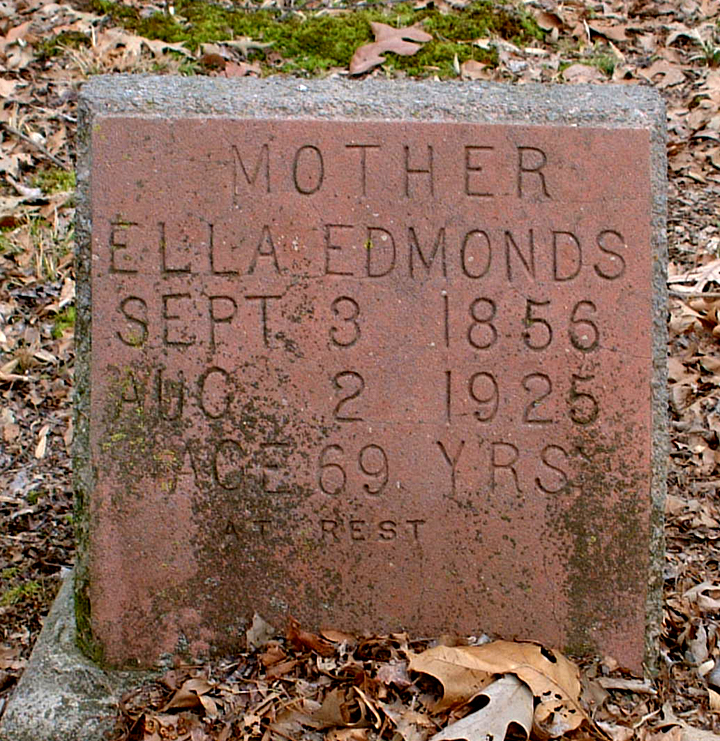 MOTHER
ELLA EDMONDS
SEPT. 3 1856
AUG 2 1925
AGE 69 YRS
AT REST